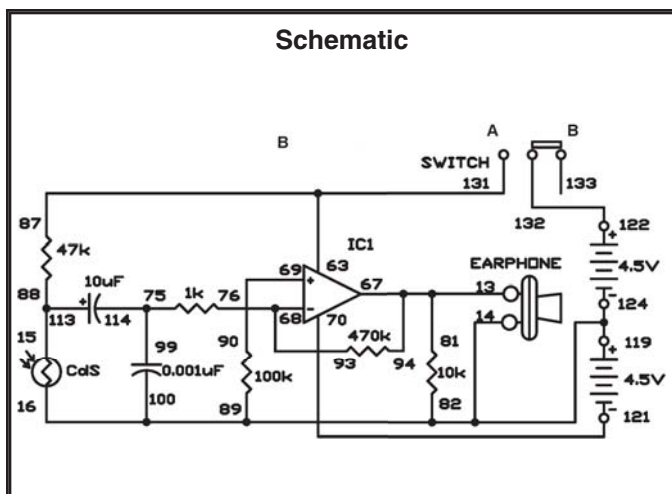 Schematic
B
A B
SWITCH
131 133
132
87
122
47k
IC1
69 63
4.5V
88
10uF
75 1k 76
67
EARPHONE
13
124
113 114
68
70
14
15
90
470k
81
119
99
93 94
CdS
0.001uF
100k
10k
4.5V
16
100
89
82
121